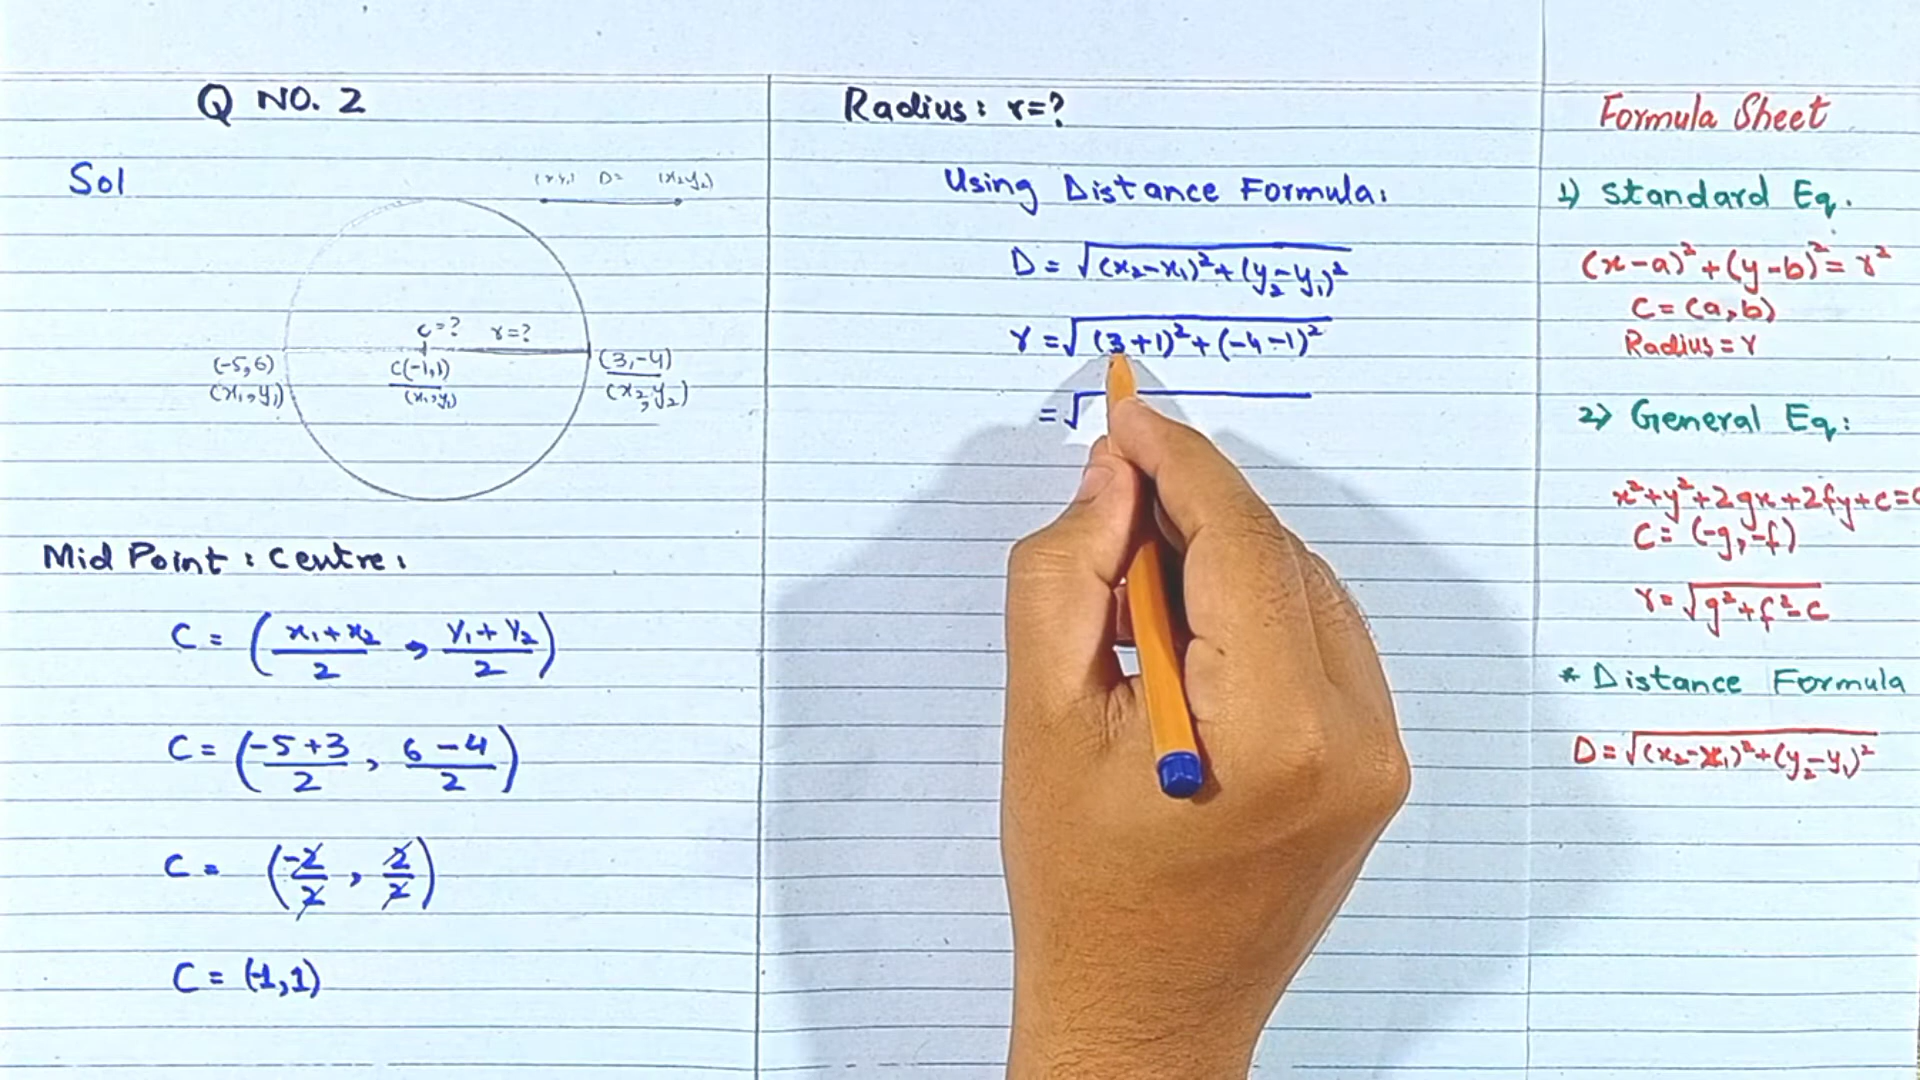 Q NO. 2
Sol
D= (x₂y₂)
C=? r=?
(-5,6)
(x₁,y₁)
C(-1,1)
(x₁,y₁)
(3,-4)
(x₂,y₂)
Mid Point : Centre :
C = (x₁+x₂/2 , y₁+y₂/2)
C = (-5+3/2 , 6-4/2)
C = (-2/2 , 2/2)
C = (-1,1)
Radius : r=?
Using Distance Formula :
D = √(x₂-x₁)²+(y₂-y₁)²
r = √(3+1)²+(-4-1)²
= √
Formula Sheet
1) Standard Eq.
(x-a)²+(y-b)²=r²
C=(a,b)
Radius=r
2) General Eq:
x²+y²+2gx+2fy+c=0
C=(-g,-f)
r=√g²+f²-c
* Distance Formula
D=√(x₂-x₁)²+(y₂-y₁)²